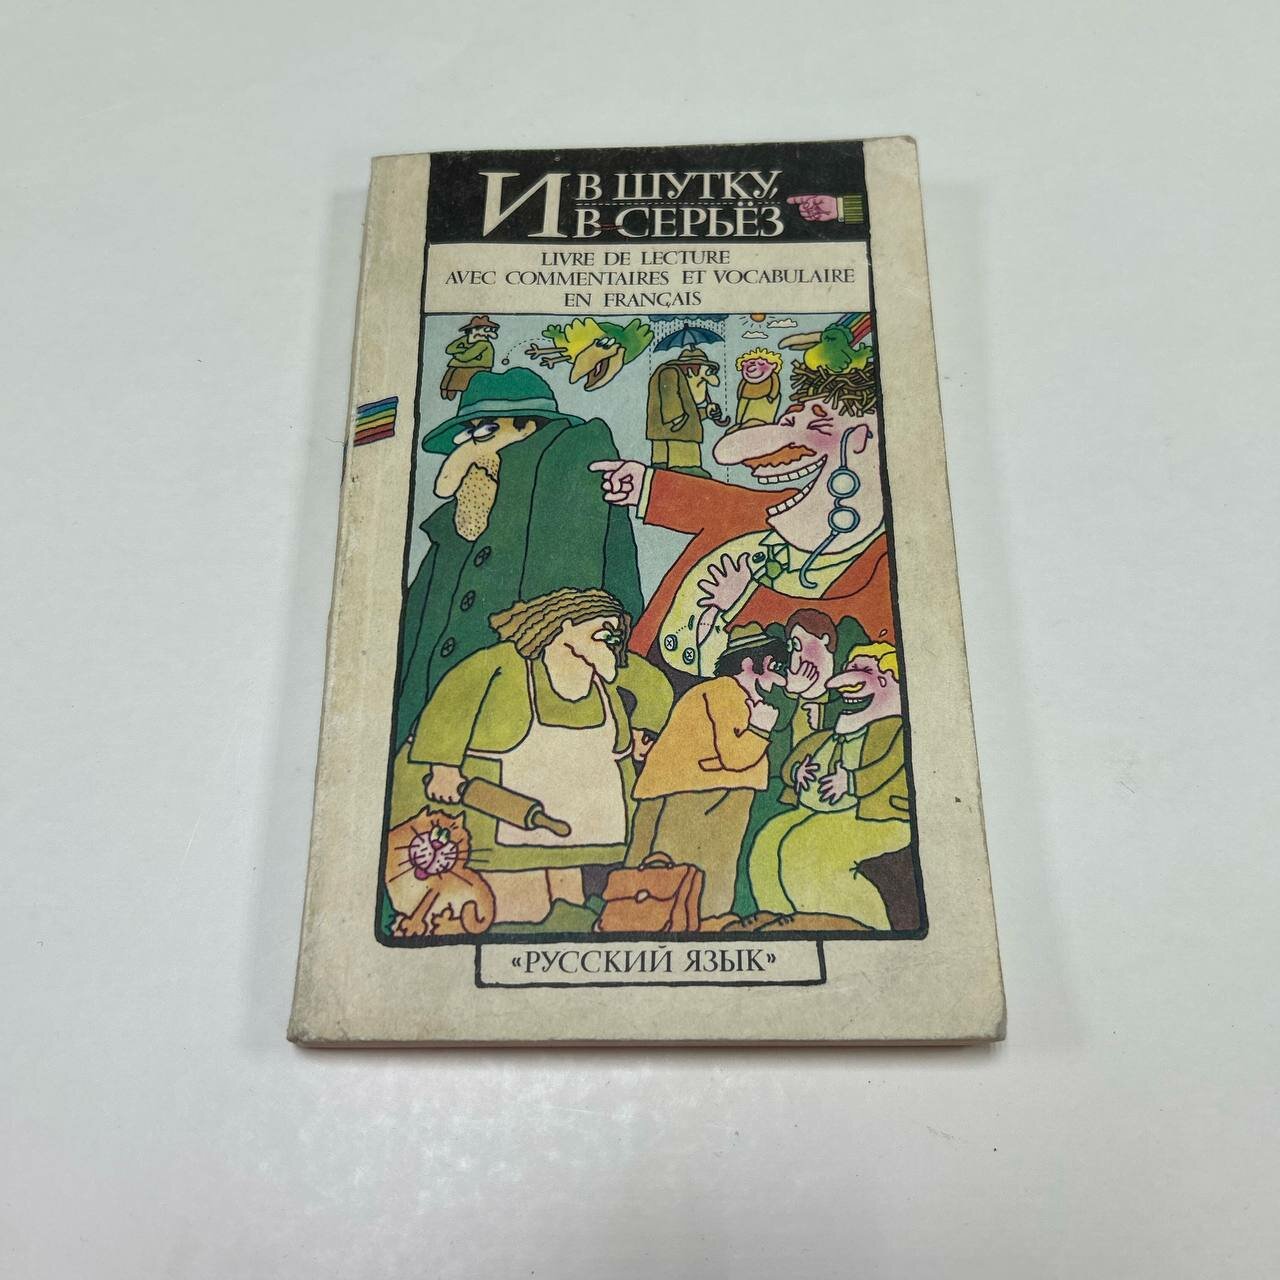 И В ШУТКУ,
В СЕРЬЁЗ
LIVRE DE LECTURE
AVEC COMMENTAIRES ET VOCABULAIRE
EN FRANÇAIS
«РУССКИЙ ЯЗЫК»